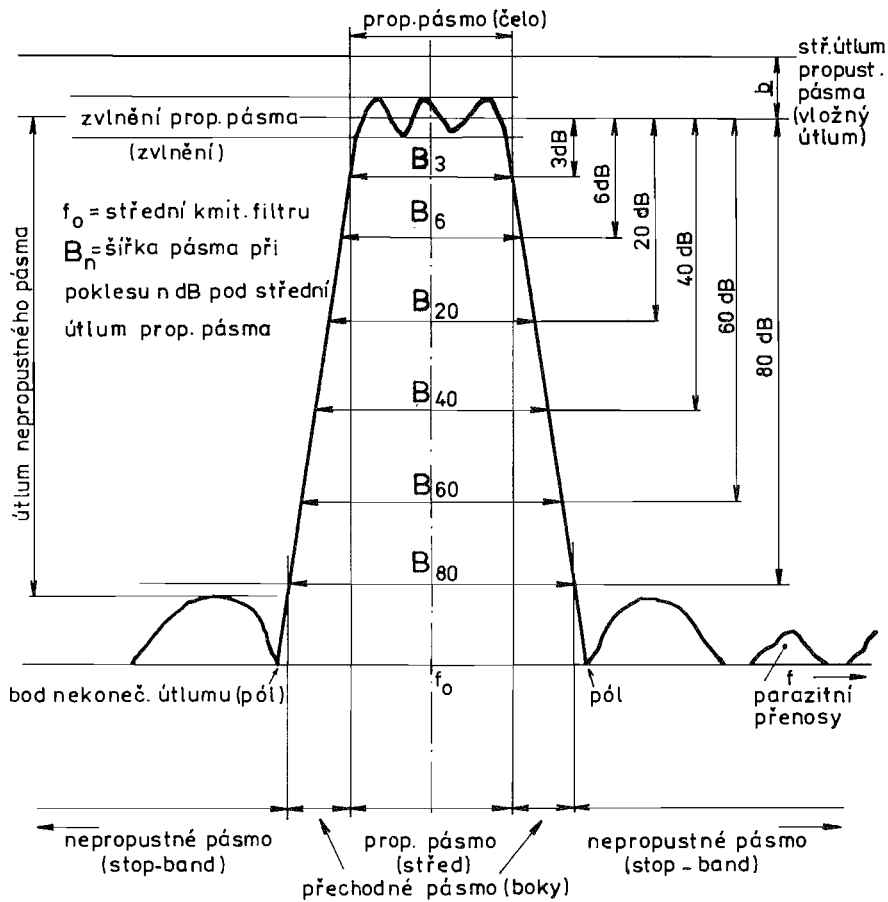 prop.pásmo (čelo)
stř.útlum
propust.
pásma
(vložný
útlum)
b
zvlnění prop. pásma
(zvlnění)
3dB
6dB
20 dB
40 dB
60 dB
80 dB
B3
B6
B20
B40
B60
B80
fo = střední kmit. filtru
Bn = šířka pásma při
poklesu n dB pod střední
útlum prop. pásma
útlum nepropustného pásma
bod nekoneč. útlumu (pól)
fo
pól
f
parazitní
přenosy
nepropustné pásmo
(stop-band)
prop. pásmo
(střed)
nepropustné pásmo
(stop - band)
přechodné pásmo (boky)